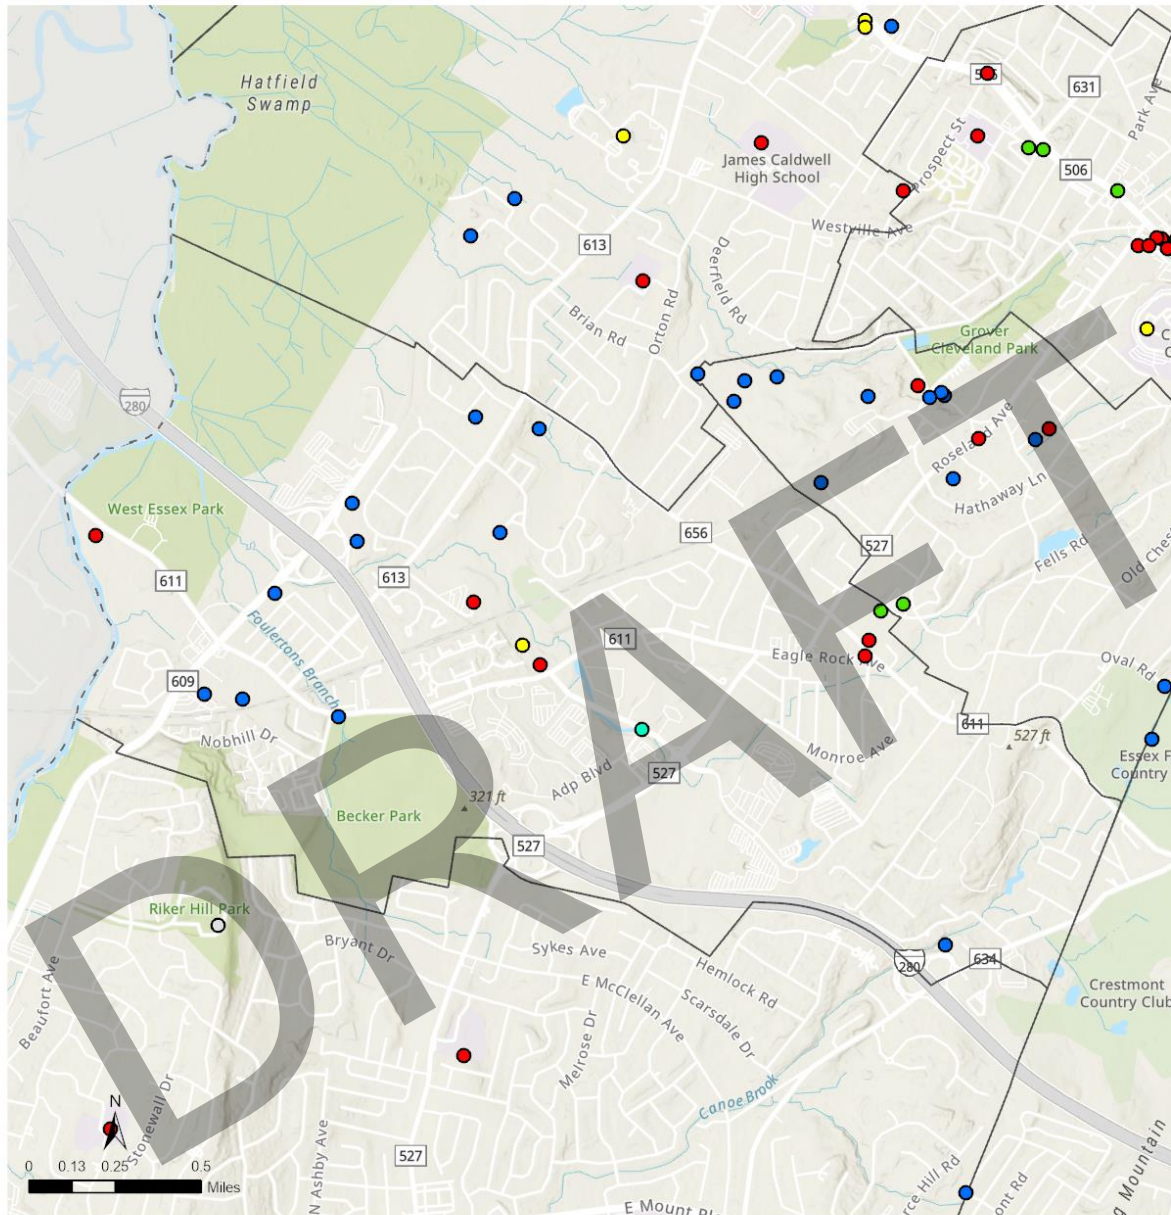 Hatfield
Swamp
631
Park Ave
James Caldwell
High School
Prospect St
506
Westville Ave
613
Deerfield Rd
Brian Rd
Orton Rd
Grover
Cleveland Park
280
Roseland Ave
Hathaway Ln
West Essex Park
656
527
Fells Rd
611
613
Foulertons Branch
611
Eagle Rock Ave
Oval Rd
609
611
527 ft
Nobhill Dr
Monroe Ave
Adp Blvd
527
321 ft
Becker Park
527
Riker Hill Park
Bryant Dr
Sykes Ave
Hemlock Rd
280
634
Crestmont
Country Club
Beaufort Ave
E McClellan Ave
Scarsdale Dr
Melrose Dr
Canoe Brook
Stonewall Dr
N
N Ashby Ave
527
0 0.13 0.25 0.5
Miles
DRAFT